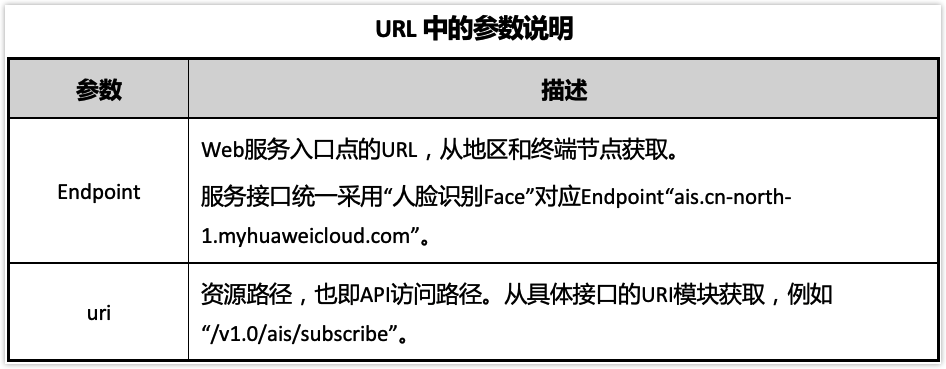 URL 中的参数说明
参数
描述
Endpoint
Web服务入口点的URL，从地区和终端节点获取。
服务接口统一采用“人脸识别Face”对应Endpoint“ais.cn-north-
1.myhuaweicloud.com”。
uri
资源路径，也即API访问路径。从具体接口的URI模块获取，例如
“/v1.0/ais/subscribe”。